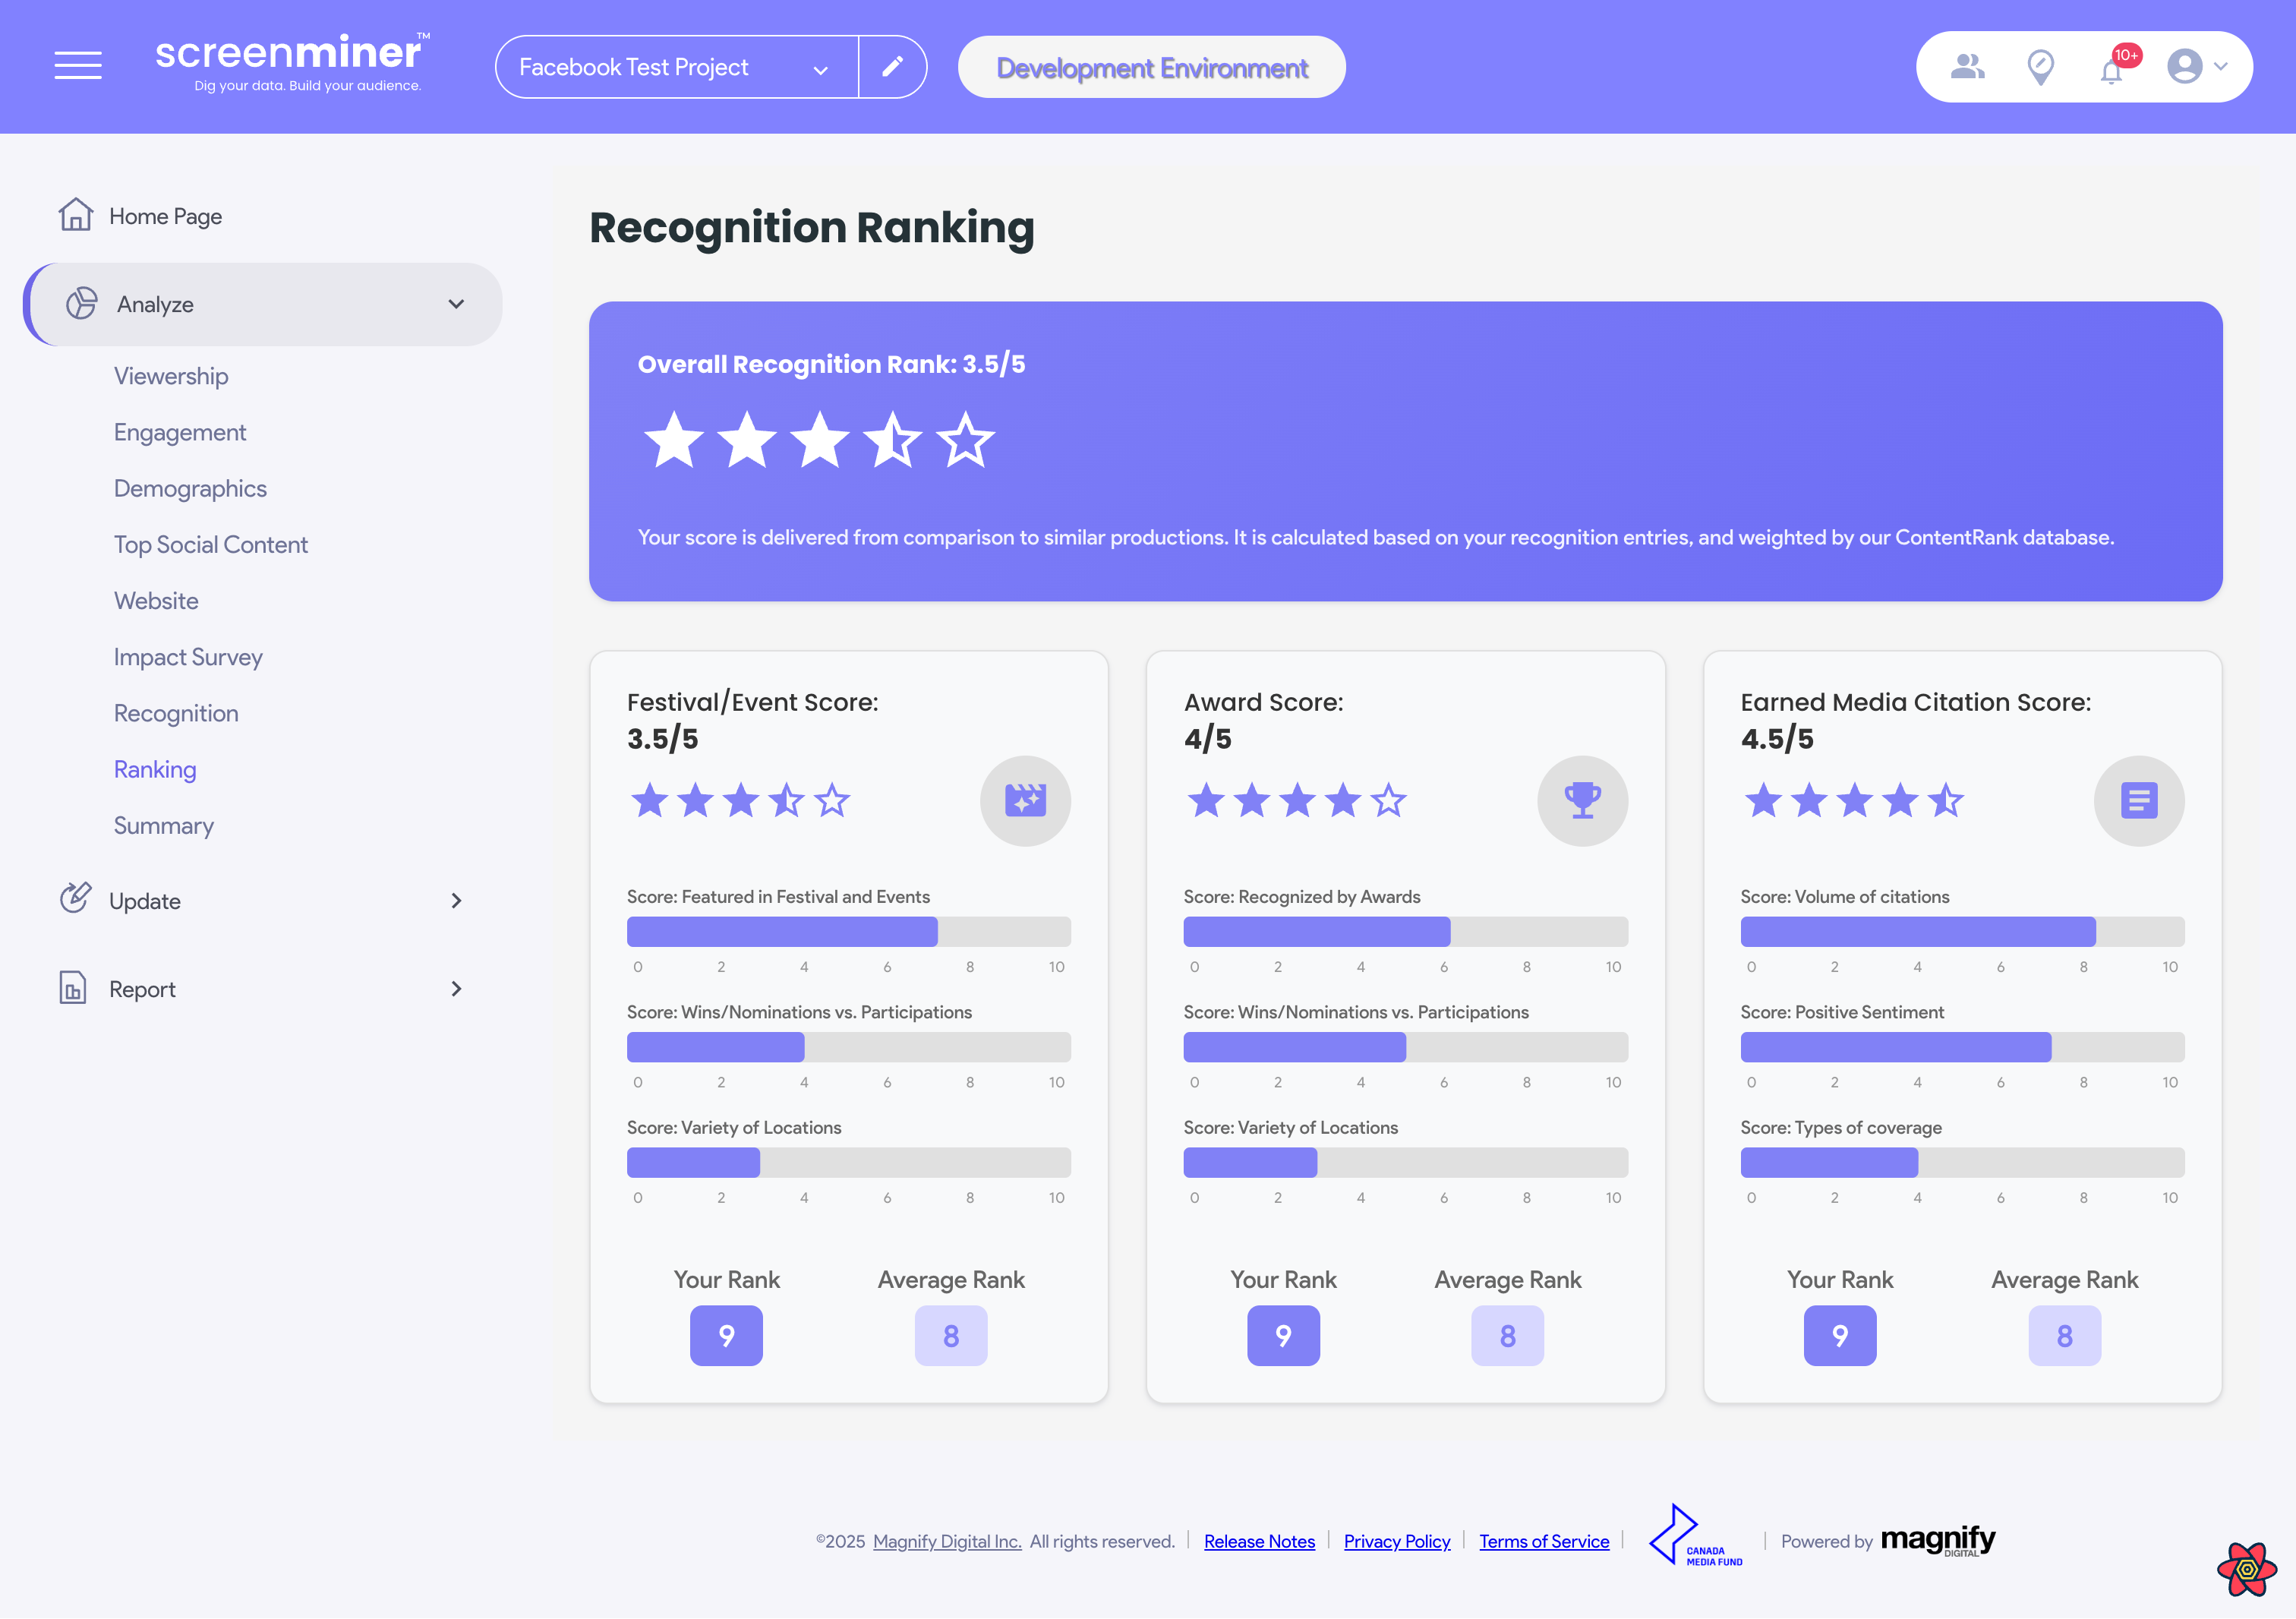 screenminer™
Dig your data. Build your audience.
Facebook Test Project
Development Environment
10+
Home Page
Analyze
Viewership
Engagement
Demographics
Top Social Content
Website
Impact Survey
Recognition
Ranking
Summary
Update
Report
Recognition Ranking
Overall Recognition Rank: 3.5/5
Your score is delivered from comparison to similar productions. It is calculated based on your recognition entries, and weighted by our ContentRank database.
Festival/Event Score:
3.5/5
Score: Featured in Festival and Events
0 2 4 6 8 10
Score: Wins/Nominations vs. Participations
0 2 4 6 8 10
Score: Variety of Locations
0 2 4 6 8 10
Your Rank Average Rank
9 8
Award Score:
4/5
Score: Recognized by Awards
0 2 4 6 8 10
Score: Wins/Nominations vs. Participations
0 2 4 6 8 10
Score: Variety of Locations
0 2 4 6 8 10
Your Rank Average Rank
9 8
Earned Media Citation Score:
4.5/5
Score: Volume of citations
0 2 4 6 8 10
Score: Positive Sentiment
0 2 4 6 8 10
Score: Types of coverage
0 2 4 6 8 10
Your Rank Average Rank
9 8
©2025 Magnify Digital Inc. All rights reserved. | Release Notes | Privacy Policy | Terms of Service |
CANADA
MEDIA FUND
| Powered by magnify
DIGITAL